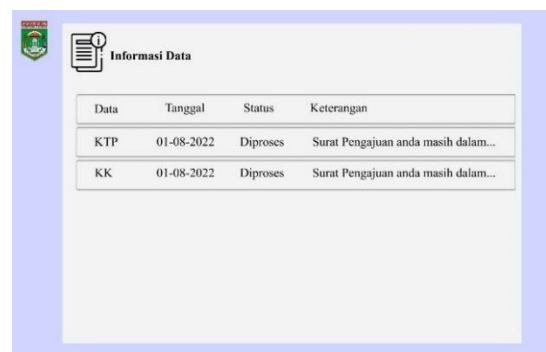 Informasi Data
Data Tanggal Status Keterangan
KTP 01-08-2022 Diproses Surat Pengajuan anda masih dalam...
KK 01-08-2022 Diproses Surat Pengajuan anda masih dalam...